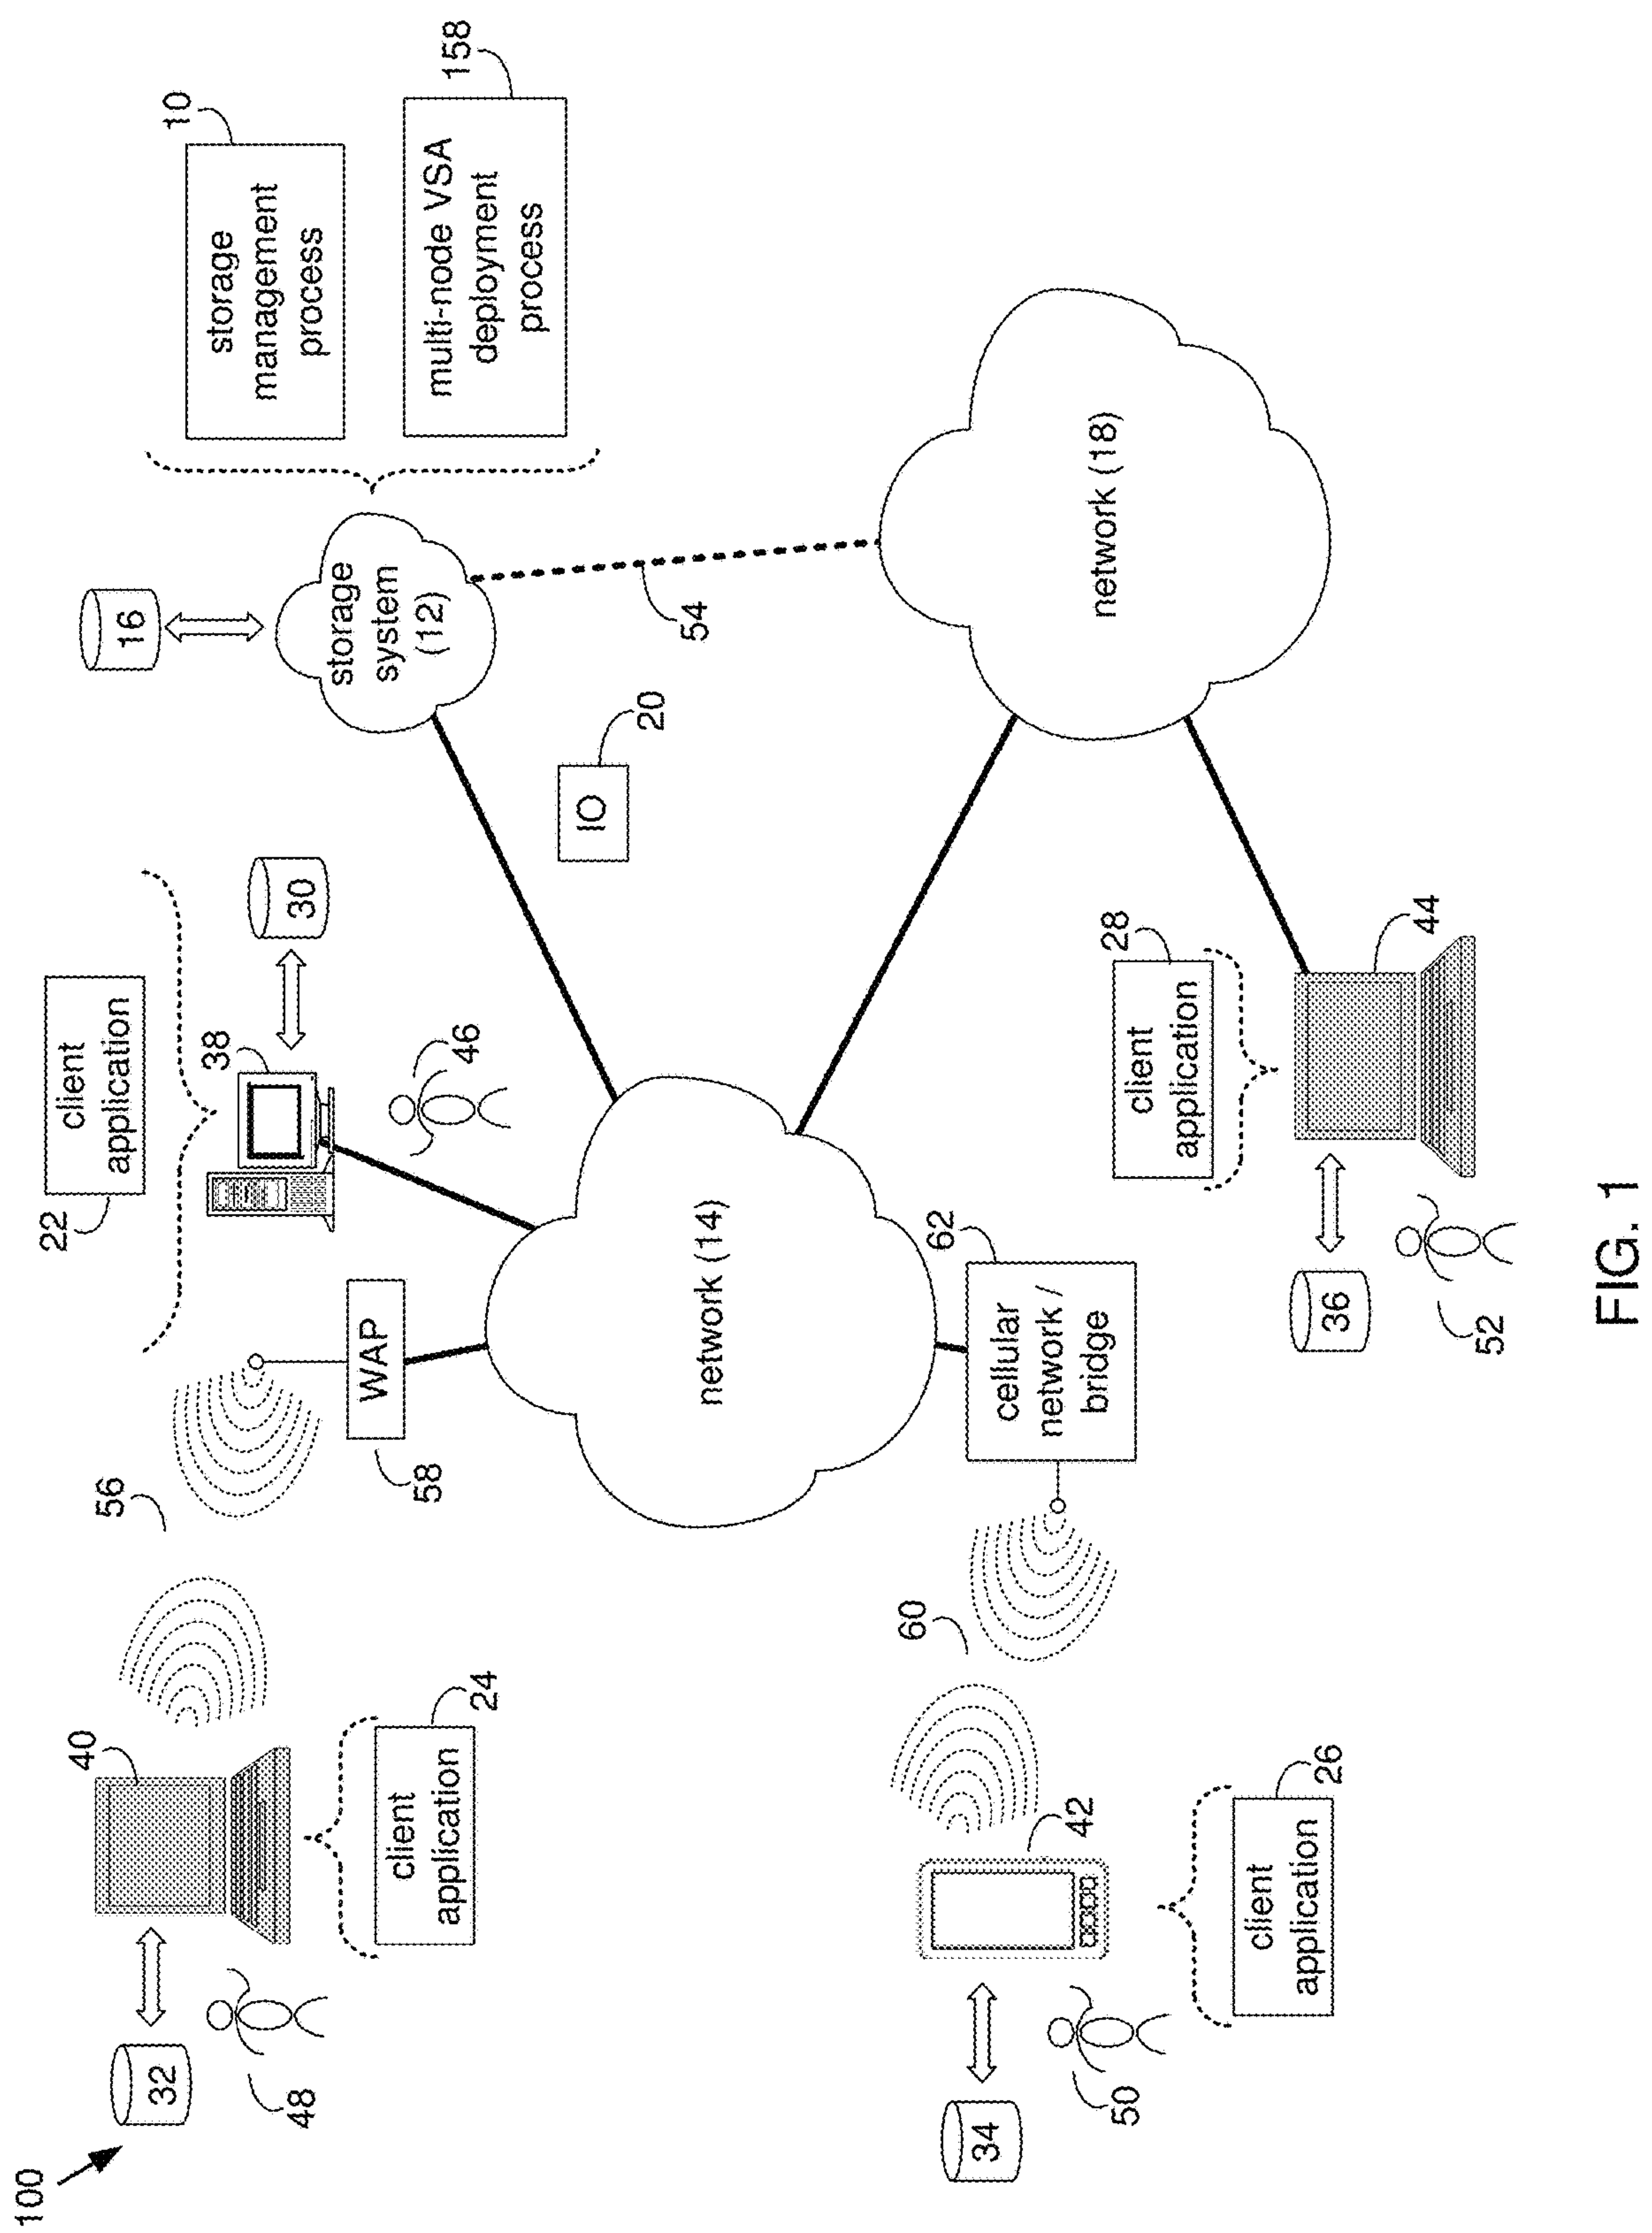 100
32
48
40
client
application
24
56
58
WAP
22
client
application
38
30
46
16
storage
system
(12)
10
storage
management
process
158
multi-node VSA
deployment
process
IO
20
54
network (14)
network (18)
34
50
42
client
application
26
60
62
cellular
network /
bridge
36
52
client
application
28
44
FIG. 1